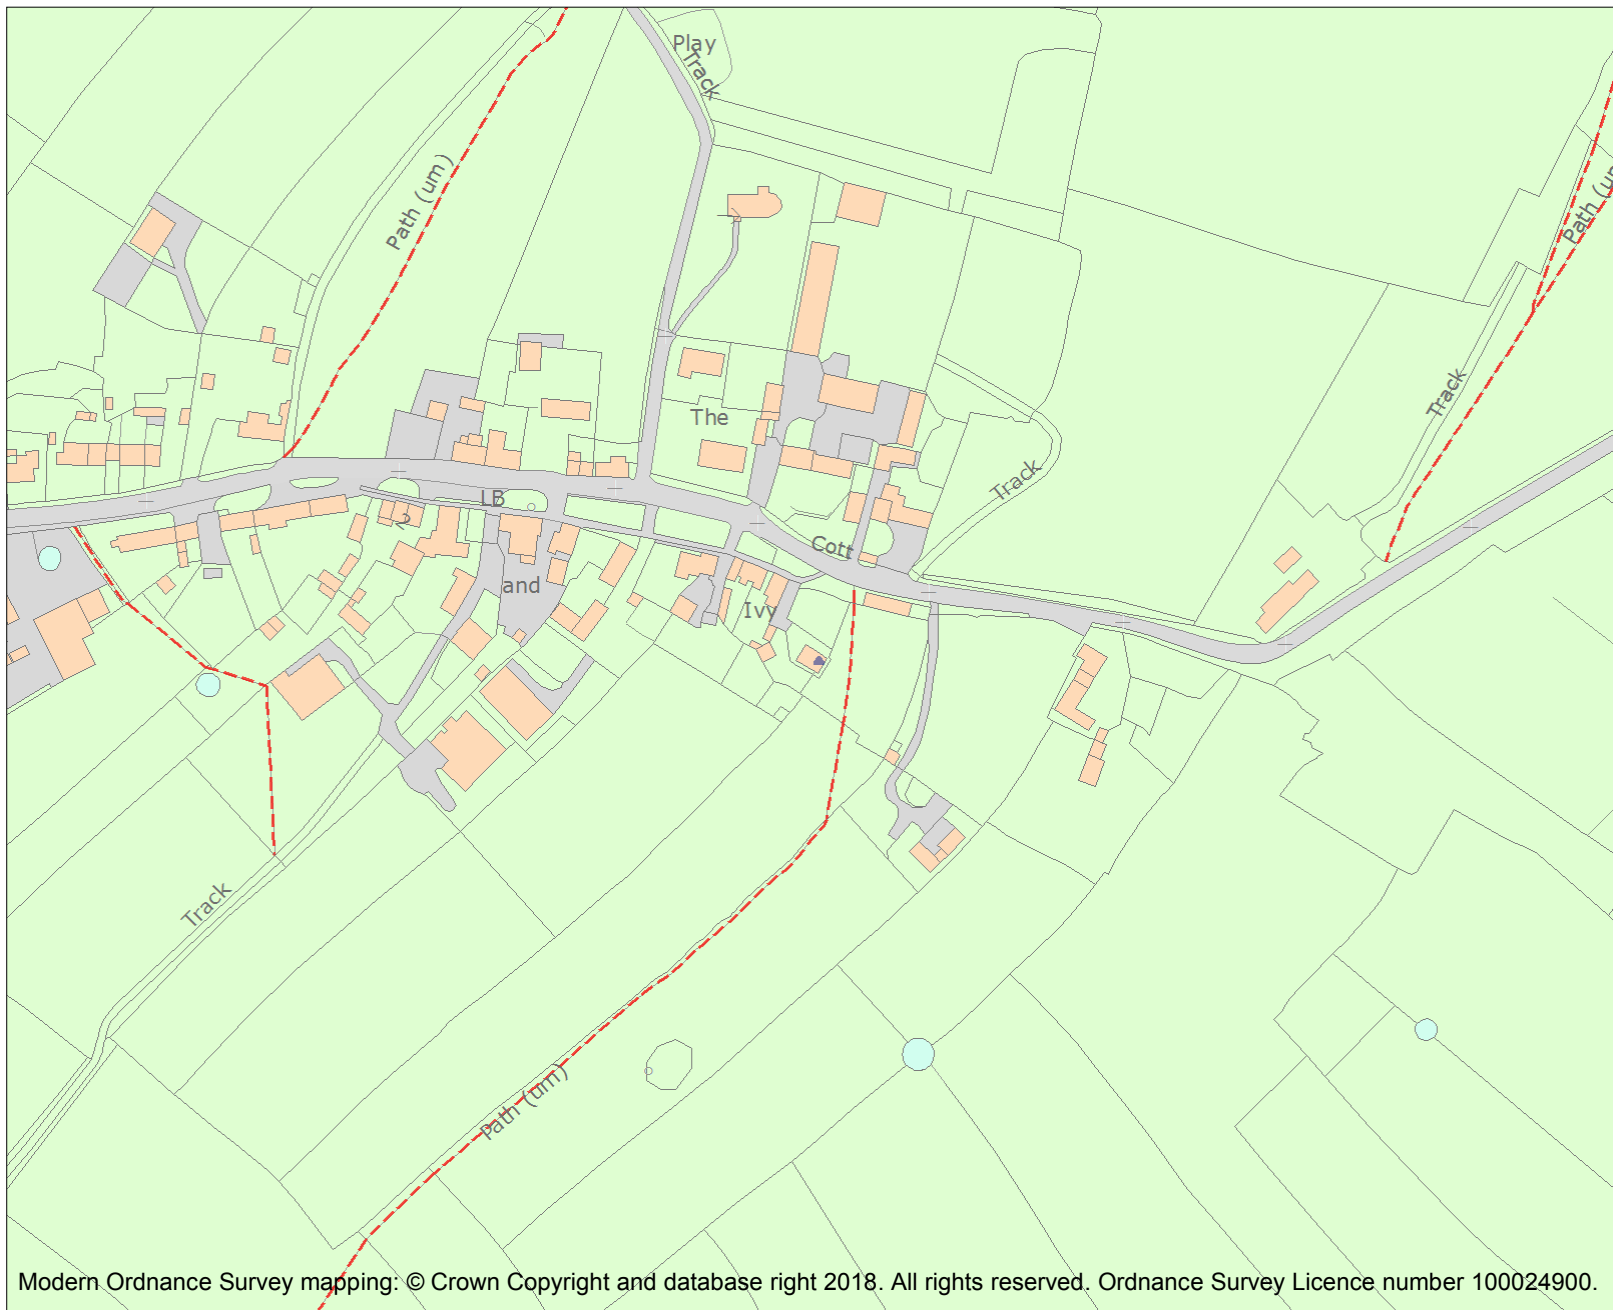 Play
Track
Path (um)
Path (u
The
Track
Track
LB
2
Cott
and
Ivy
Track
Path (um)
Modern Ordnance Survey mapping: © Crown Copyright and database right 2018. All rights reserved. Ordnance Survey Licence number 100024900.